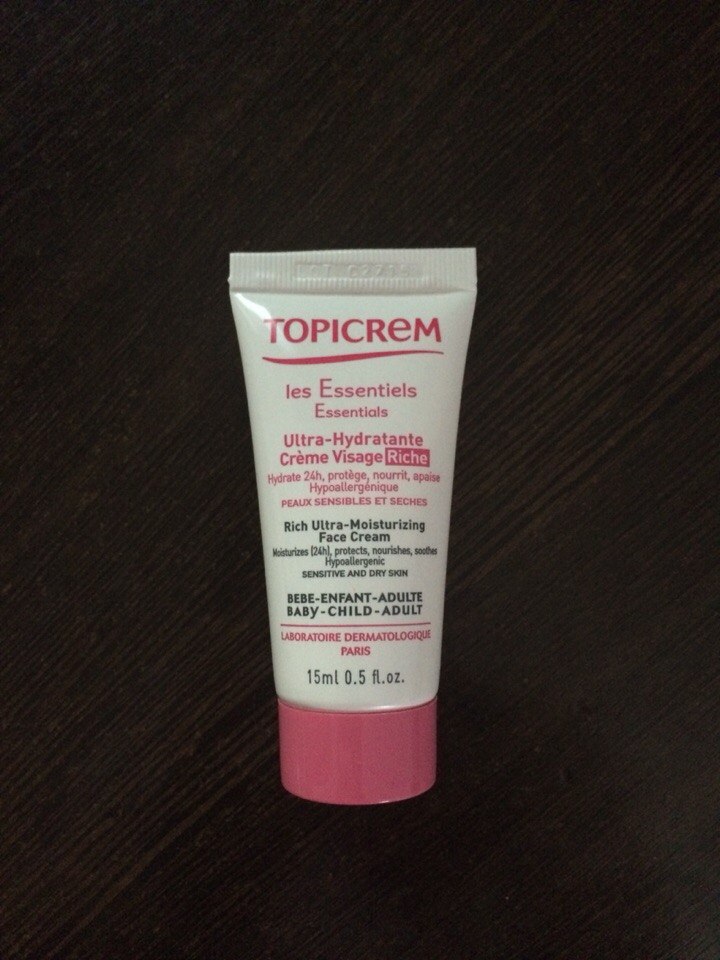 TOPICREM
les Essentiels
Essentials
Ultra-Hydratante
Crème Visage Riche
Hydrate 24h, protège, nourrit, apaise
Hypoallergénique
PEAUX SENSIBLES ET SECHES
Rich Ultra-Moisturizing
Face Cream
Moisturizes (24h), protects, nourishes, soothes
Hypoallergenic
SENSITIVE AND DRY SKIN
BEBE-ENFANT-ADULTE
BABY-CHILD-ADULT
LABORATOIRE DERMATOLOGIQUE
PARIS
15ml 0.5 fl.oz.